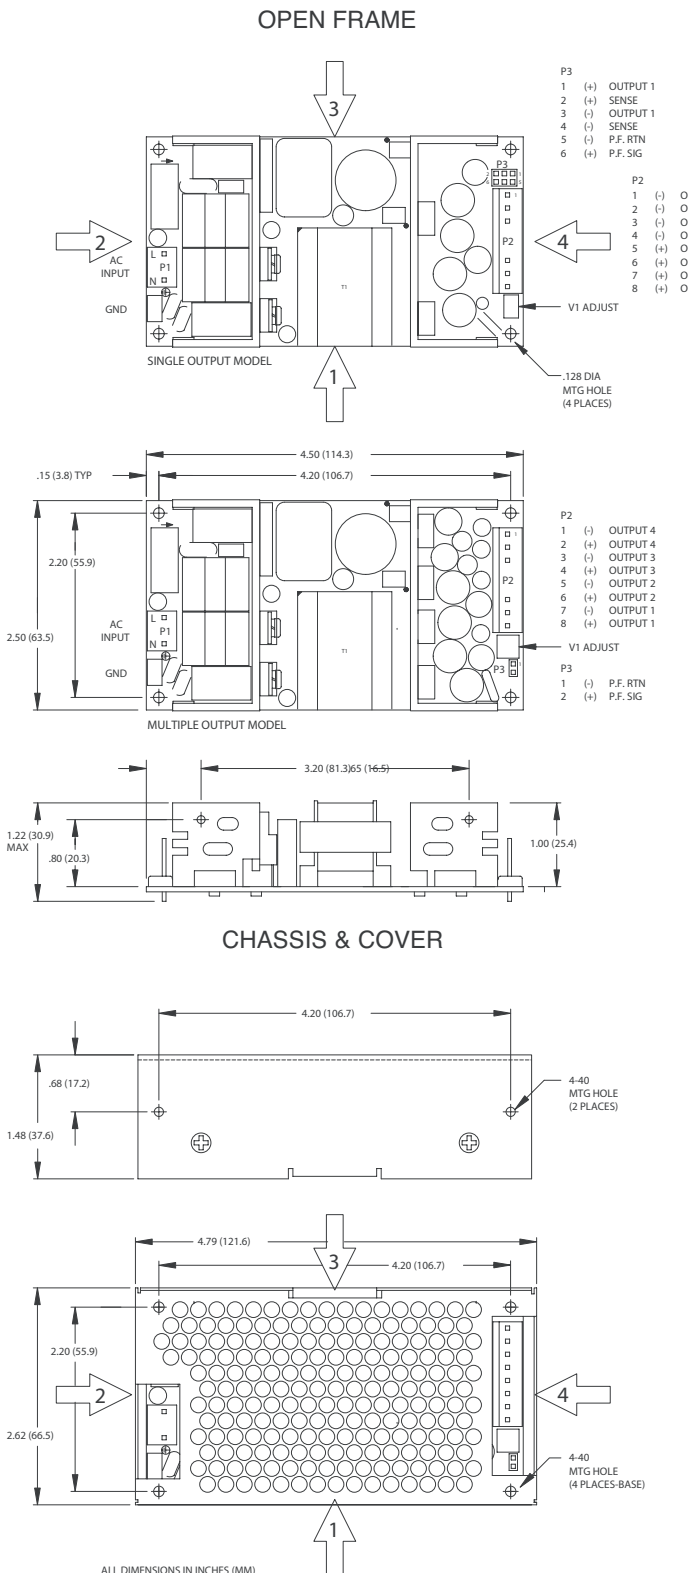 OPEN FRAME
3
P3
1 (+) OUTPUT 1
2 (+) SENSE
3 (-) OUTPUT 1
4 (-) SENSE
5 (-) P.F. RTN
6 (+) P.F. SIG
P3
2 1
6 5
P2
1 (-) O
2 (-) O
3 (-) O
4 (-) O
5 (+) O
6 (+) O
7 (+) O
8 (+) O
1
2
4
P2
AC
INPUT
L
P1
N
T1
GND
V1 ADJUST
SINGLE OUTPUT MODEL
1
.128 DIA
MTG HOLE
(4 PLACES)
4.50 (114.3)
.15 (3.8) TYP
4.20 (106.7)
P2
1 (-) OUTPUT 4
2 (+) OUTPUT 4
3 (-) OUTPUT 3
4 (+) OUTPUT 3
5 (-) OUTPUT 2
6 (+) OUTPUT 2
7 (-) OUTPUT 1
8 (+) OUTPUT 1
1
2.20 (55.9)
P2
AC
INPUT
L
P1
N
2.50 (63.5)
T1
V1 ADJUST
GND
P3
1
P3
1 (-) P.F. RTN
2 (+) P.F. SIG
MULTIPLE OUTPUT MODEL
3.20 (81.3)
.65 (16.5)
1.22 (30.9)
MAX
.80 (20.3)
1.00 (25.4)
CHASSIS & COVER
4.20 (106.7)
.68 (17.2)
4-40
MTG HOLE
(2 PLACES)
1.48 (37.6)
4.79 (121.6)
3
4.20 (106.7)
2.20 (55.9)
2
4
2.62 (66.5)
4-40
MTG HOLE
(4 PLACES-BASE)
1
ALL DIMENSIONS IN INCHES (MM)